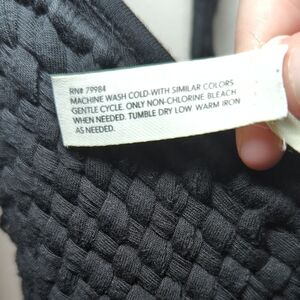 RN# 79984
MACHINE WASH COLD-WITH SIMILAR COLORS
GENTLE CYCLE. ONLY NON-CHLORINE BLEACH
WHEN NEEDED. TUMBLE DRY LOW WARM IRON
AS NEEDED.